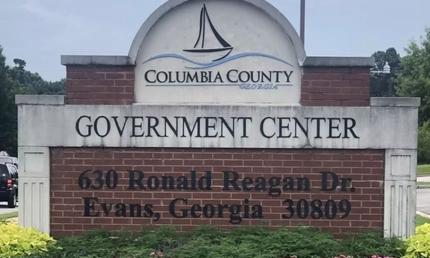 COLUMBIA COUNTY
GEORGIA
GOVERNMENT CENTER
630 Ronald Reagan Dr.
Evans, Georgia 30809